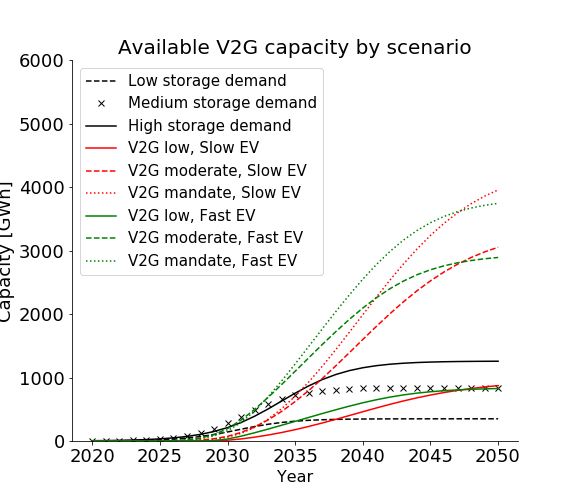 Available V2G capacity by scenario
6000
5000
4000
3000
2000
1000
0
Capacity [GWh]
Low storage demand
Medium storage demand
High storage demand
V2G low, Slow EV
V2G moderate, Slow EV
V2G mandate, Slow EV
V2G low, Fast EV
V2G moderate, Fast EV
V2G mandate, Fast EV
2020 2025 2030 2035 2040 2045 2050
Year